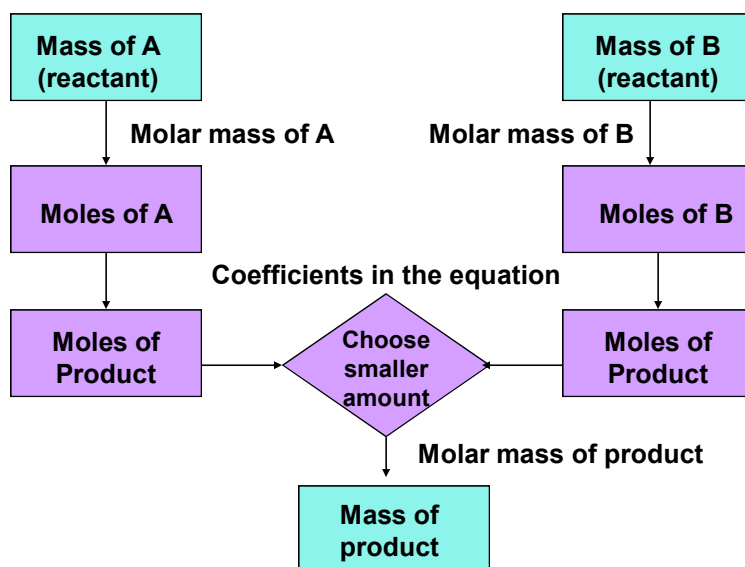 Mass of A
(reactant)
Mass of B
(reactant)
Molar mass of A
Molar mass of B
Moles of A
Moles of B
Coefficients in the equation
Moles of
Product
Choose
smaller
amount
Moles of
Product
Molar mass of product
Mass of
product